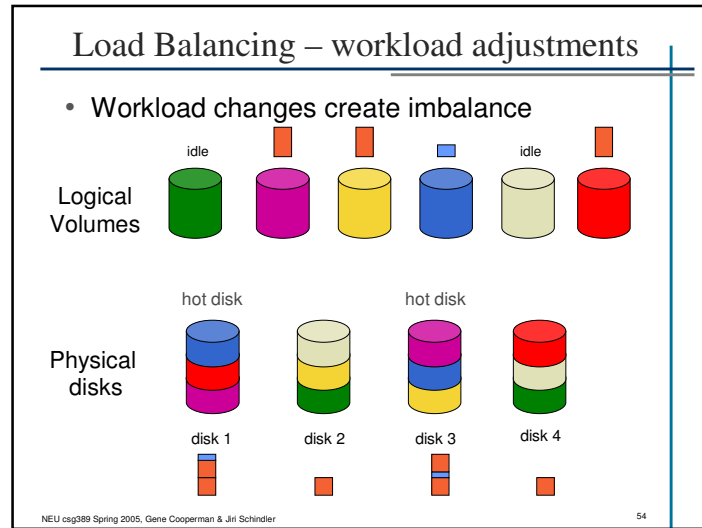 Load Balancing – workload adjustments
• Workload changes create imbalance
idle
idle
Logical
Volumes
hot disk
hot disk
Physical
disks
disk 1
disk 2
disk 3
disk 4
NEU csg389 Spring 2005, Gene Cooperman & Jiri Schindler
54